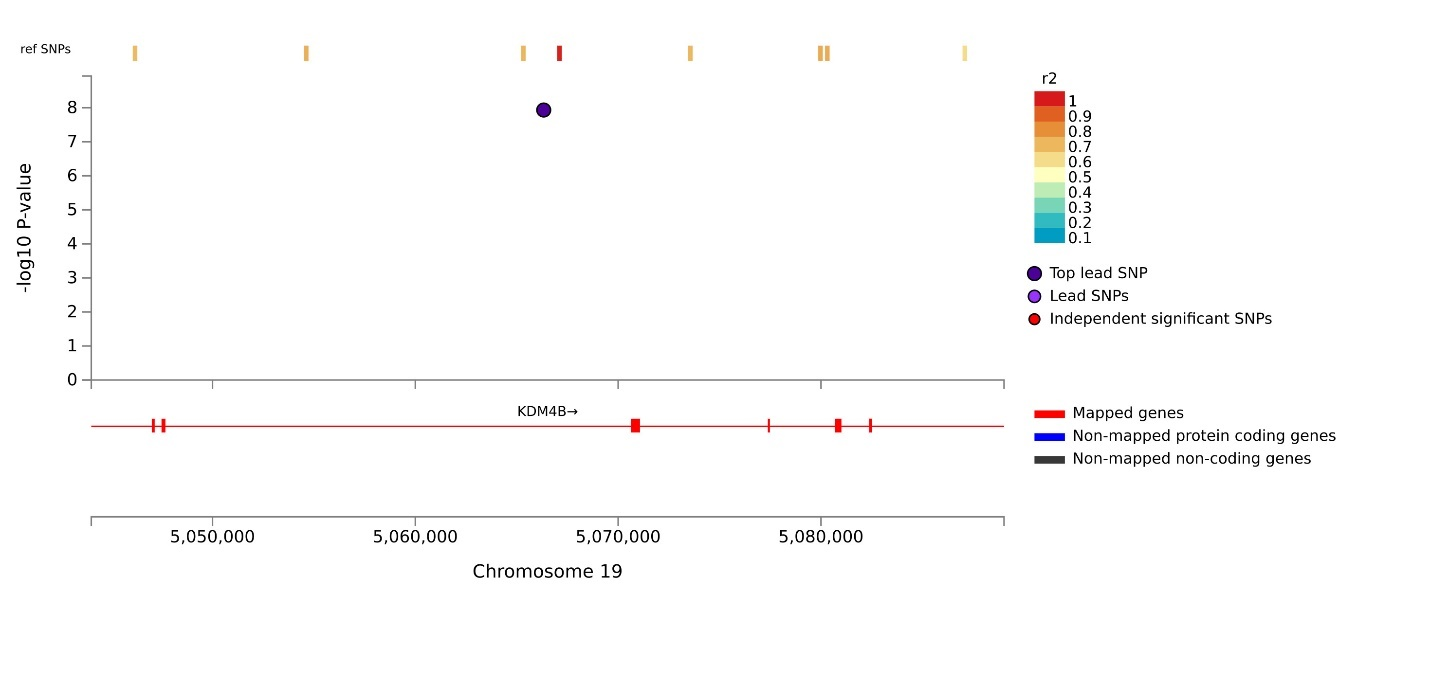 ref SNPs
8
7
6
5
4
3
2
1
0
-log10 P-value
r2
1
0.9
0.8
0.7
0.6
0.5
0.4
0.3
0.2
0.1
Top lead SNP
Lead SNPs
Independent significant SNPs
KDM4B→
Mapped genes
Non-mapped protein coding genes
Non-mapped non-coding genes
5,050,000 5,060,000 5,070,000 5,080,000
Chromosome 19